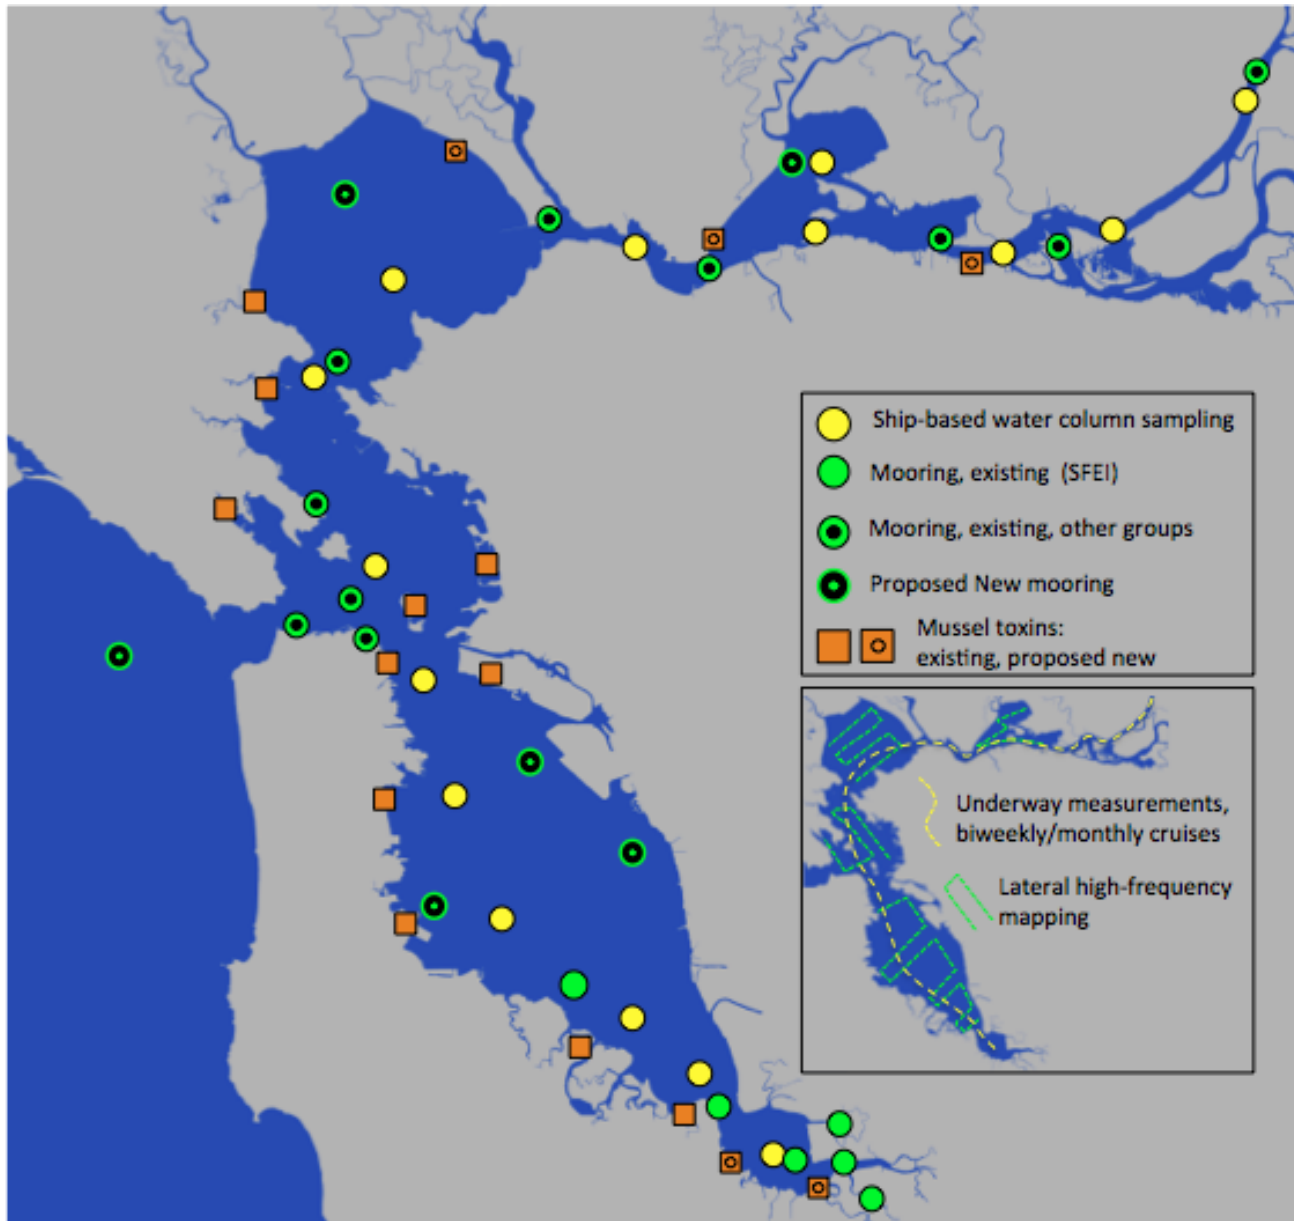 Ship-based water column sampling
Mooring, existing (SFEI)
Mooring, existing, other groups
Proposed New mooring
Mussel toxins:
existing, proposed new
Underway measurements,
biweekly/monthly cruises
Lateral high-frequency
mapping